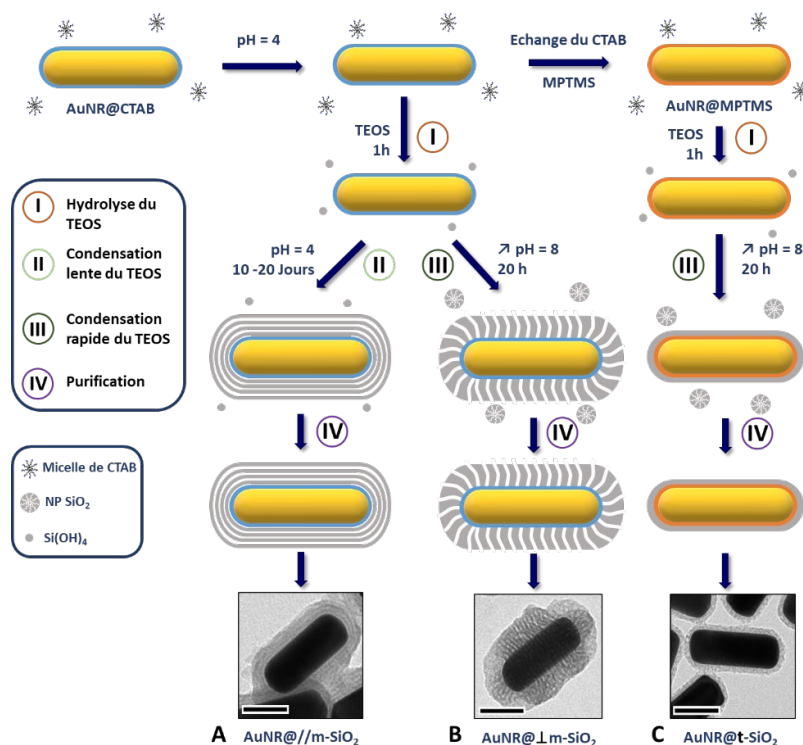 pH = 4
Echange du CTAB
MPTMS
AuNR@CTAB
AuNR@MPTMS
TEOS
1h
I
TEOS
1h
I
I
Hydrolyse du
TEOS
II
Condensation
lente du TEOS
III
Condensation
rapide du TEOS
IV
Purification
pH = 4
10 -20 Jours
II
III
↗ pH = 8
20 h
III
↗ pH = 8
20 h
IV
IV
IV
Micelle de CTAB
NP SiO₂
Si(OH)₄
A
AuNR@//m-SiO₂
B
AuNR@⊥m-SiO₂
C
AuNR@t-SiO₂